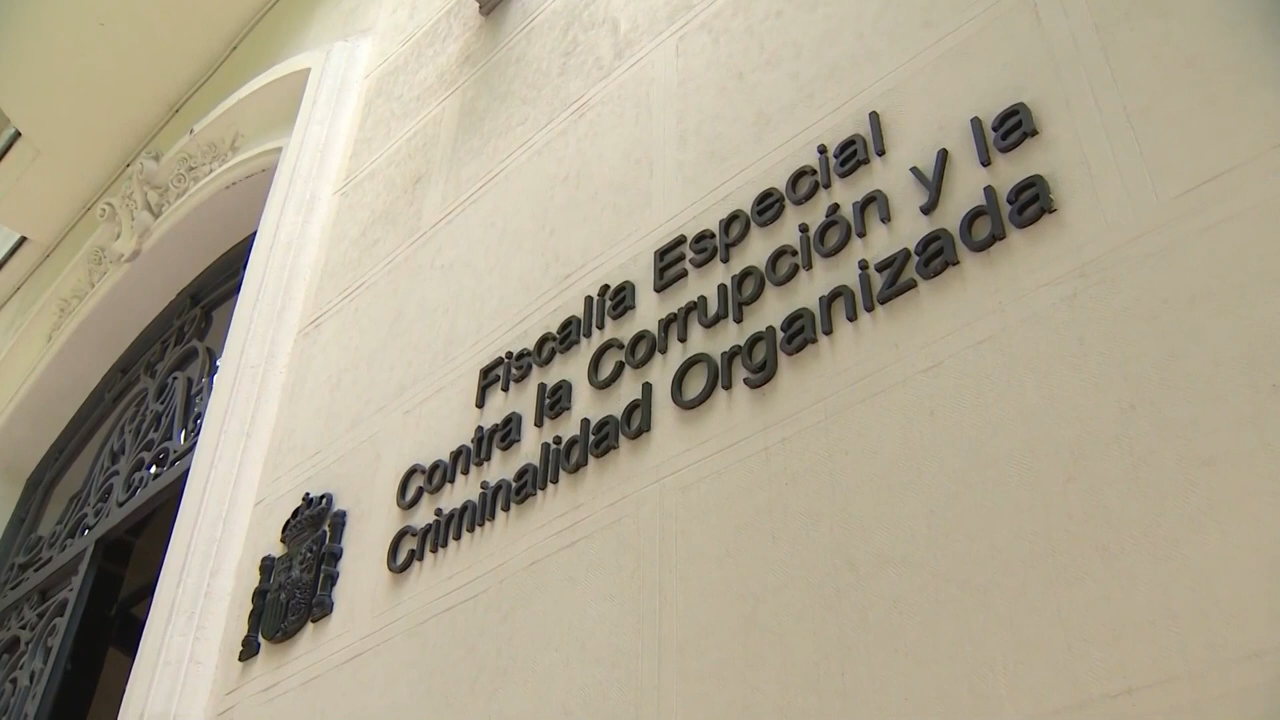 Fiscalía Especial
Contra la Corrupción y la
Criminalidad Organizada